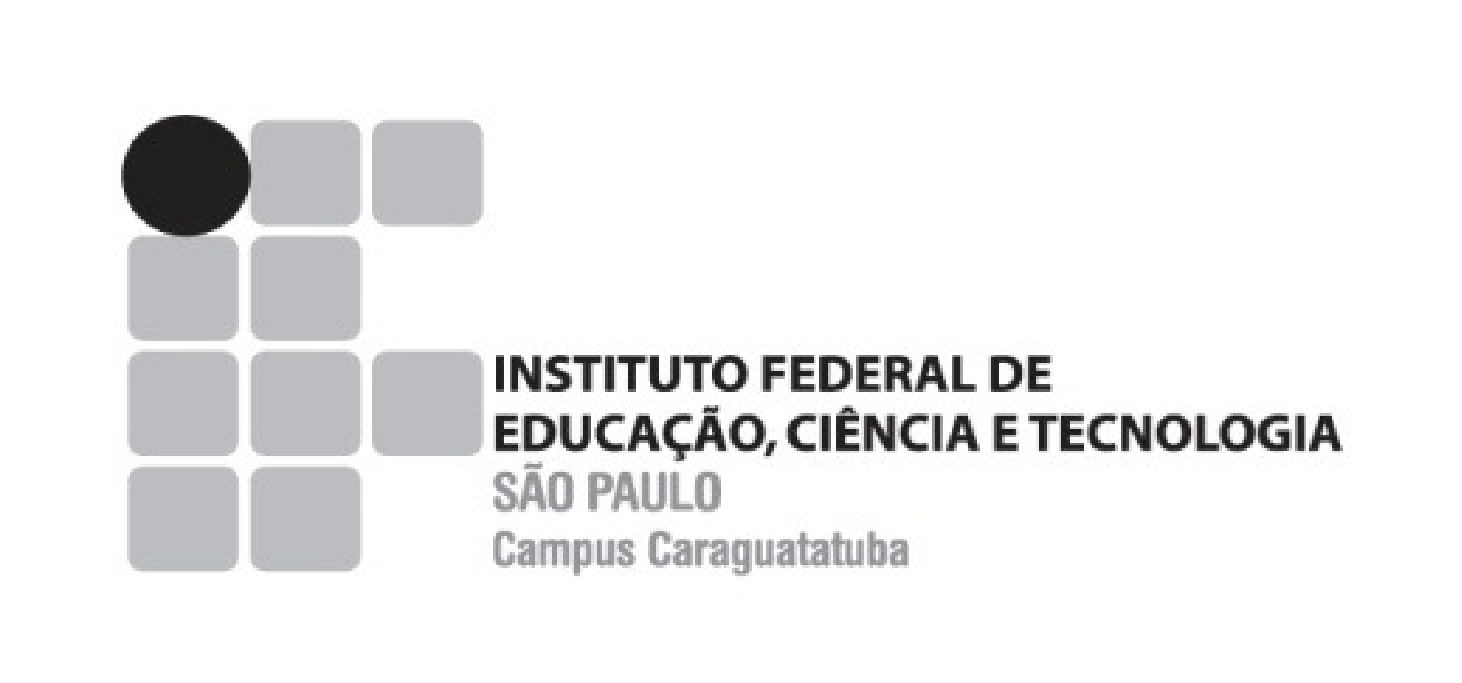 INSTITUTO FEDERAL DE
EDUCAÇÃO, CIÊNCIA E TECNOLOGIA
SÃO PAULO
Campus Caraguatatuba